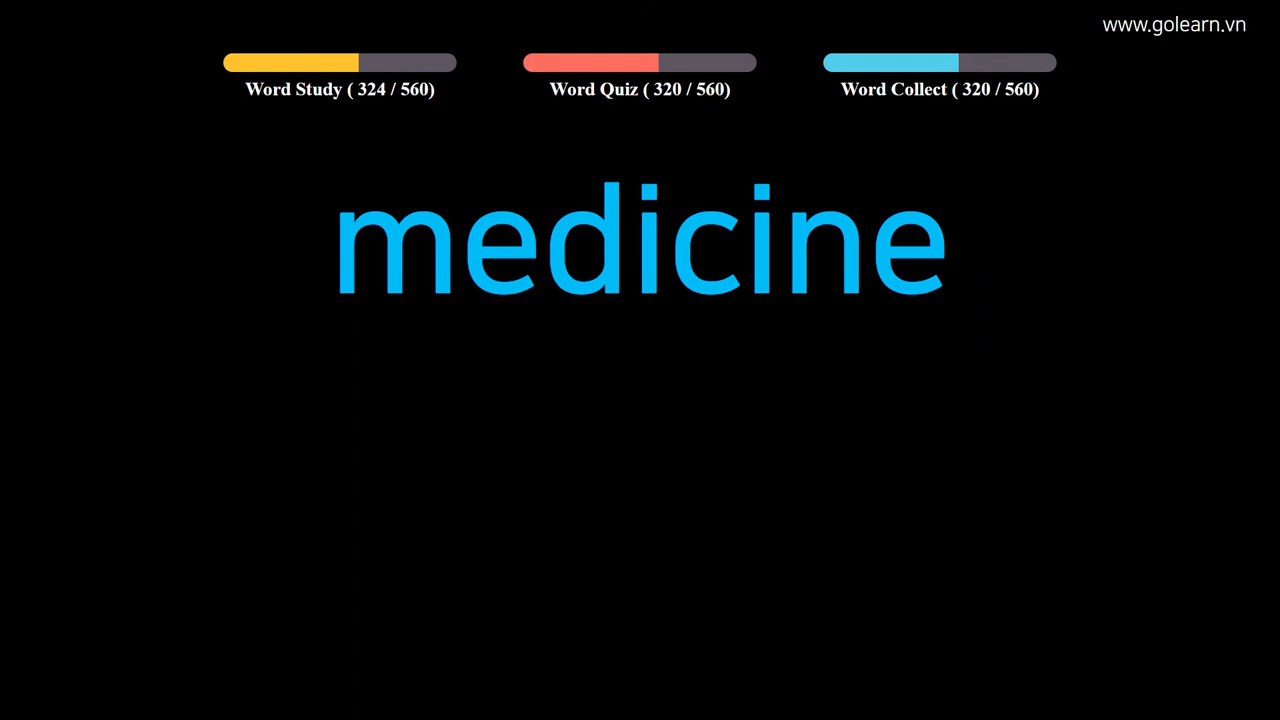 www.golearn.vn
Word Study ( 324 / 560)
Word Quiz ( 320 / 560)
Word Collect ( 320 / 560)
medicine